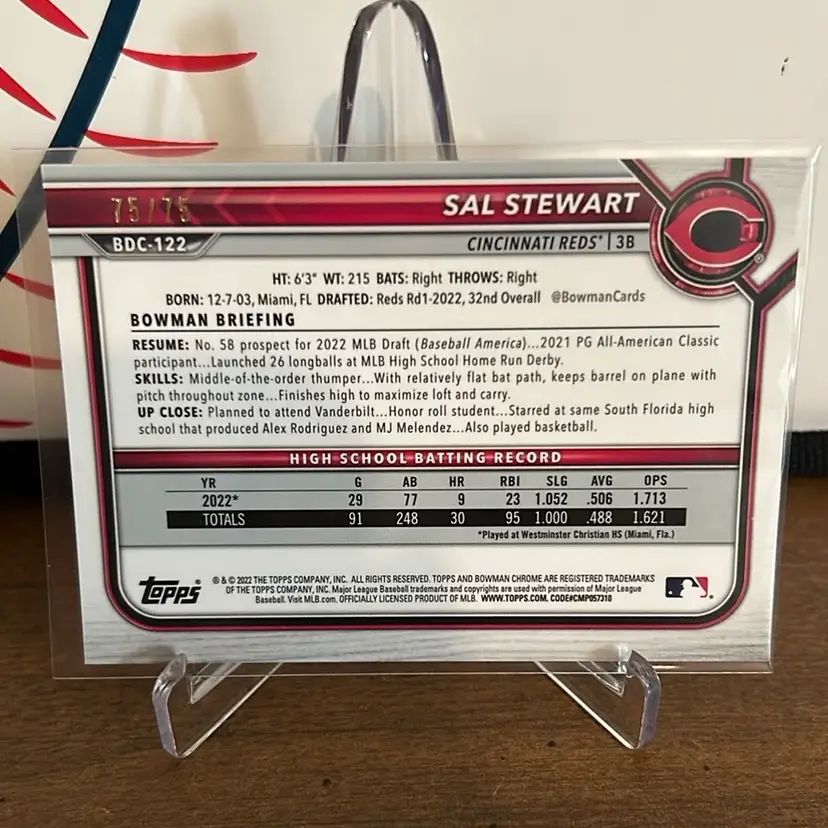 75/75
SAL STEWART
BDC-122
CINCINNATI REDS® | 3B
®
HT: 6'3" WT: 215 BATS: Right THROWS: Right
BORN: 12-7-03, Miami, FL DRAFTED: Reds Rd1-2022, 32nd Overall @BowmanCards
BOWMAN BRIEFING
RESUME: No. 58 prospect for 2022 MLB Draft (Baseball America)...2021 PG All-American Classic
participant...Launched 26 longballs at MLB High School Home Run Derby.
SKILLS: Middle-of-the-order thumper...With relatively flat bat path, keeps barrel on plane with
pitch throughout zone...Finishes high to maximize loft and carry.
UP CLOSE: Planned to attend Vanderbilt...Honor roll student...Starred at same South Florida high
school that produced Alex Rodriguez and MJ Melendez...Also played basketball.
HIGH SCHOOL BATTING RECORD
YR G AB HR RBI SLG AVG OPS
2022* 29 77 9 23 1.052 .506 1.713
TOTALS 91 248 30 95 1.000 .488 1.621
*Played at Westminster Christian HS (Miami, Fla.)
Topps
® & © 2022 THE TOPPS COMPANY, INC. ALL RIGHTS RESERVED. TOPPS AND BOWMAN CHROME ARE REGISTERED TRADEMARKS
OF THE TOPPS COMPANY, INC. Major League Baseball trademarks and copyrights are used with permission of Major League
Baseball. Visit MLB.com. OFFICIALLY LICENSED PRODUCT OF MLB. WWW.TOPPS.COM. CODE#CMP057310